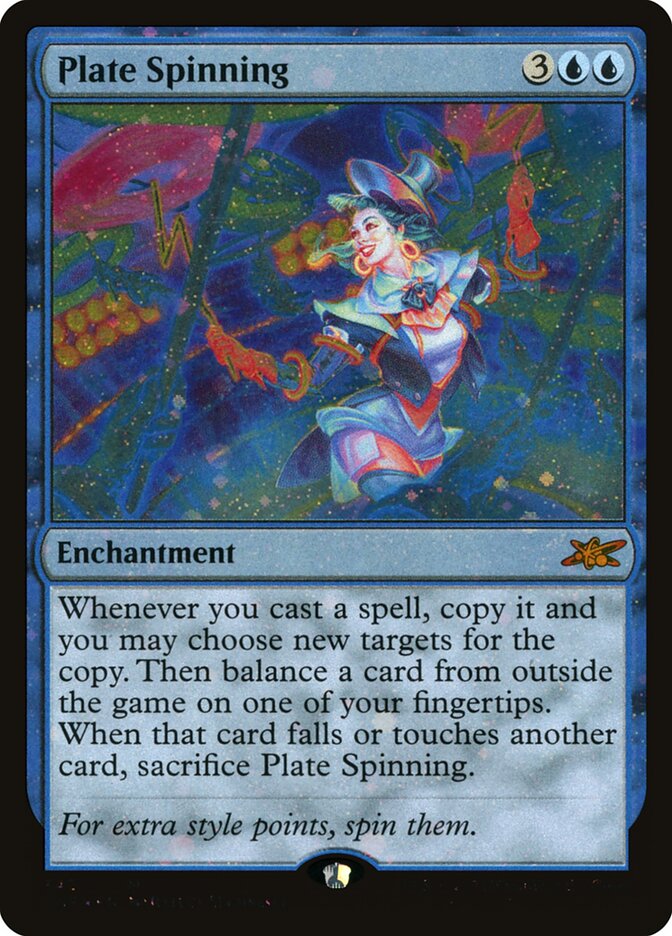 Plate Spinning 3
Enchantment
Whenever you cast a spell, copy it and
you may choose new targets for the
copy. Then balance a card from outside
the game on one of your fingertips.
When that card falls or touches another
card, sacrifice Plate Spinning.
For extra style points, spin them.